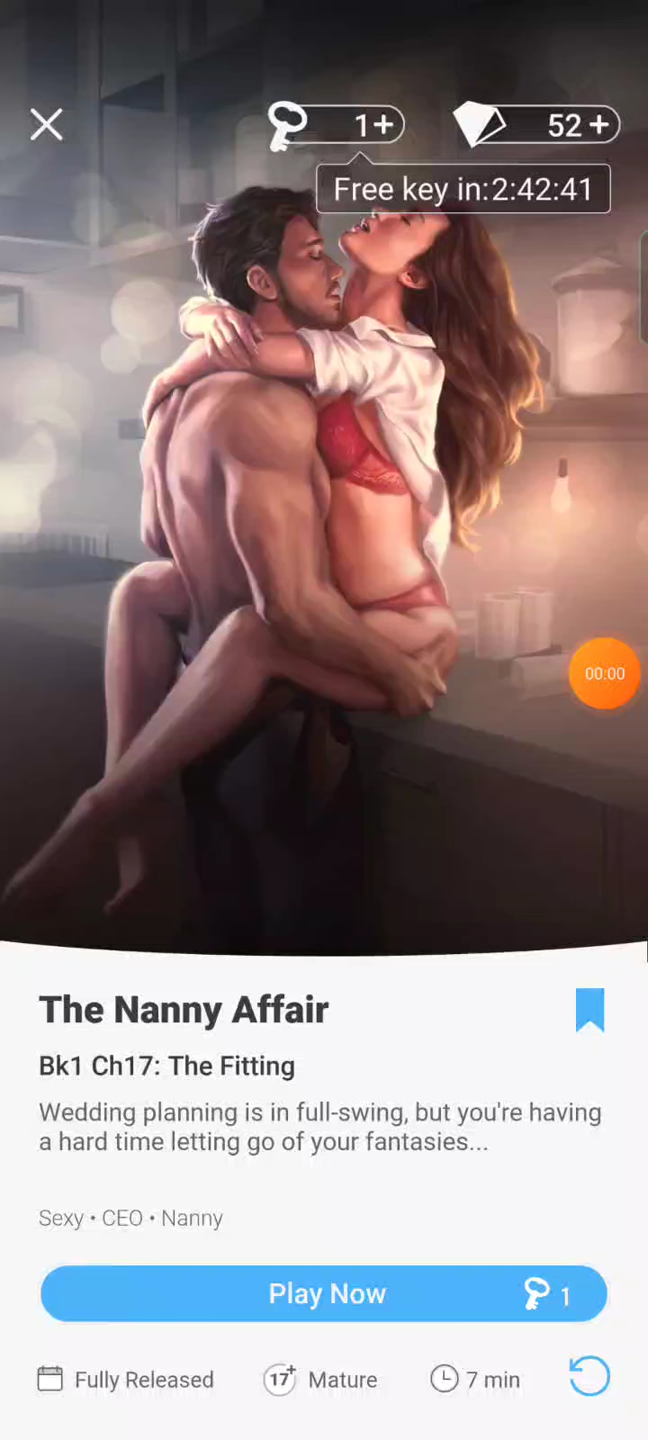 1+
52 +
Free key in:2:42:41
00:00
The Nanny Affair
Bk1 Ch17: The Fitting
Wedding planning is in full-swing, but you're having
a hard time letting go of your fantasies...
Sexy • CEO • Nanny
Play Now 1
Fully Released 17+ Mature 7 min